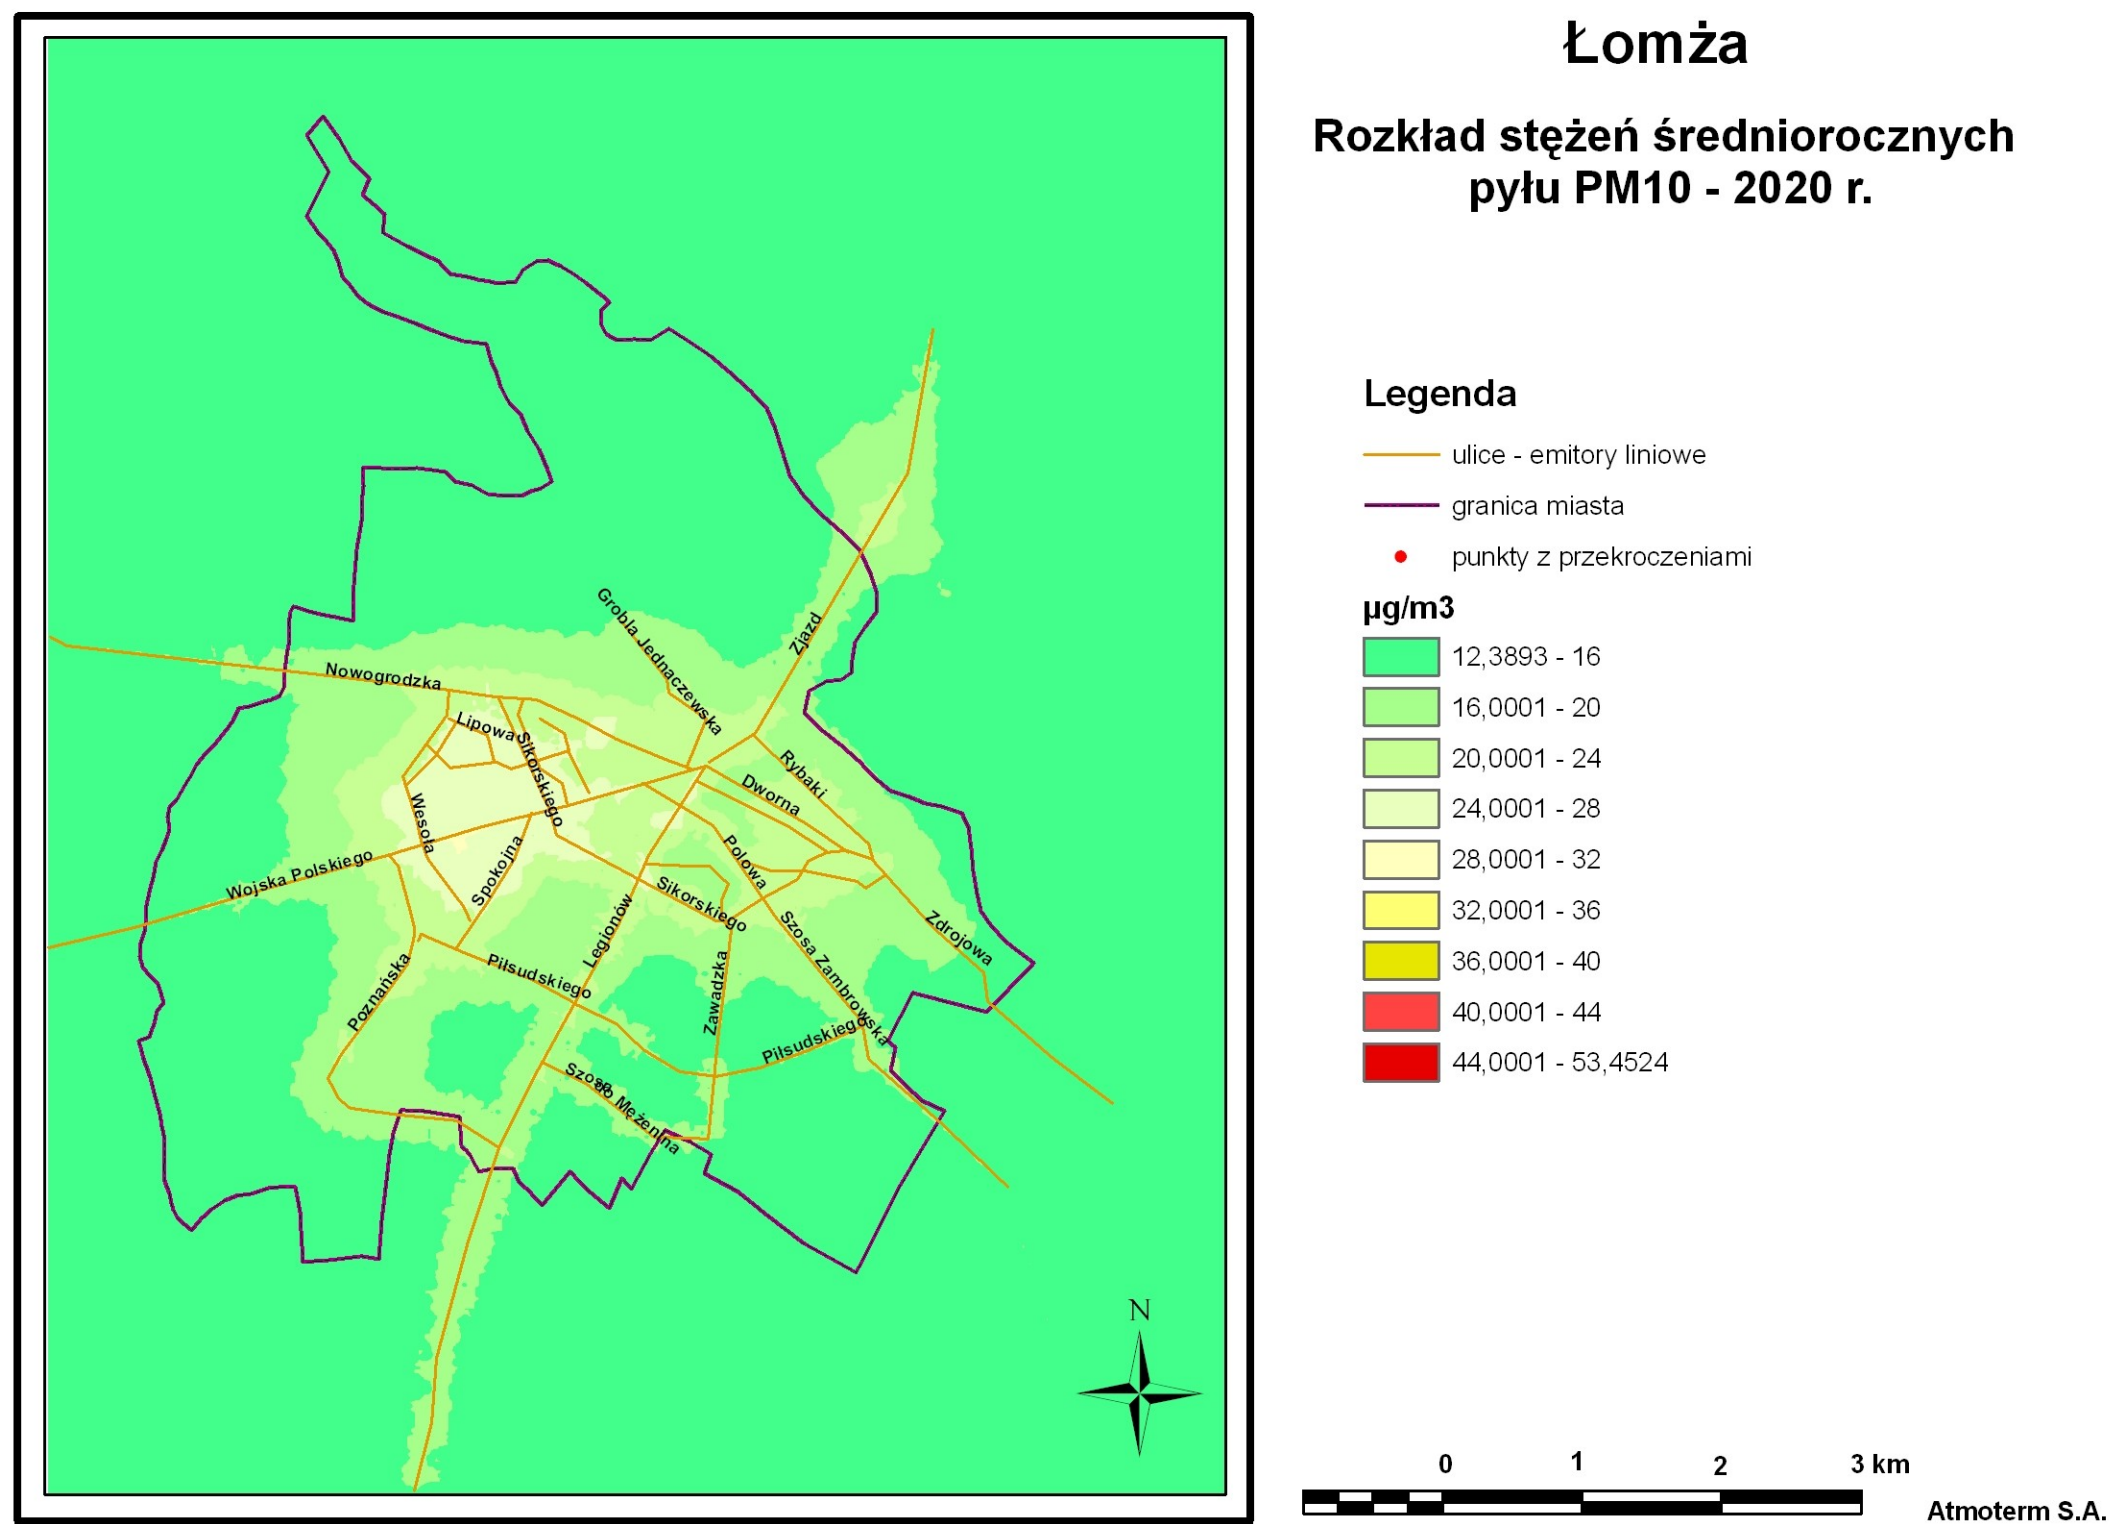 Łomża
Rozkład stężeń średniorocznych
pyłu PM10 - 2020 r.
Legenda
ulice - emitory liniowe
granica miasta
punkty z przekroczeniami
µg/m3
12,3893 - 16
16,0001 - 20
20,0001 - 24
24,0001 - 28
28,0001 - 32
32,0001 - 36
36,0001 - 40
40,0001 - 44
44,0001 - 53,4524
Grobla Jednaczewska
Zjazd
Nowogrodzka
Lipowa
Sikorskiego
Rybaki
Dworna
Wesoła
Polowa
Wojska Polskiego
Spokojna
Sikorskiego
Legionów
Szosa Zambrowska
Zdrojowa
Piłsudskiego
Poznańska
Zawadzka
Piłsudskiego
Szosa do Mężenina
N
0 1 2 3 km
Atmoterm S.A.